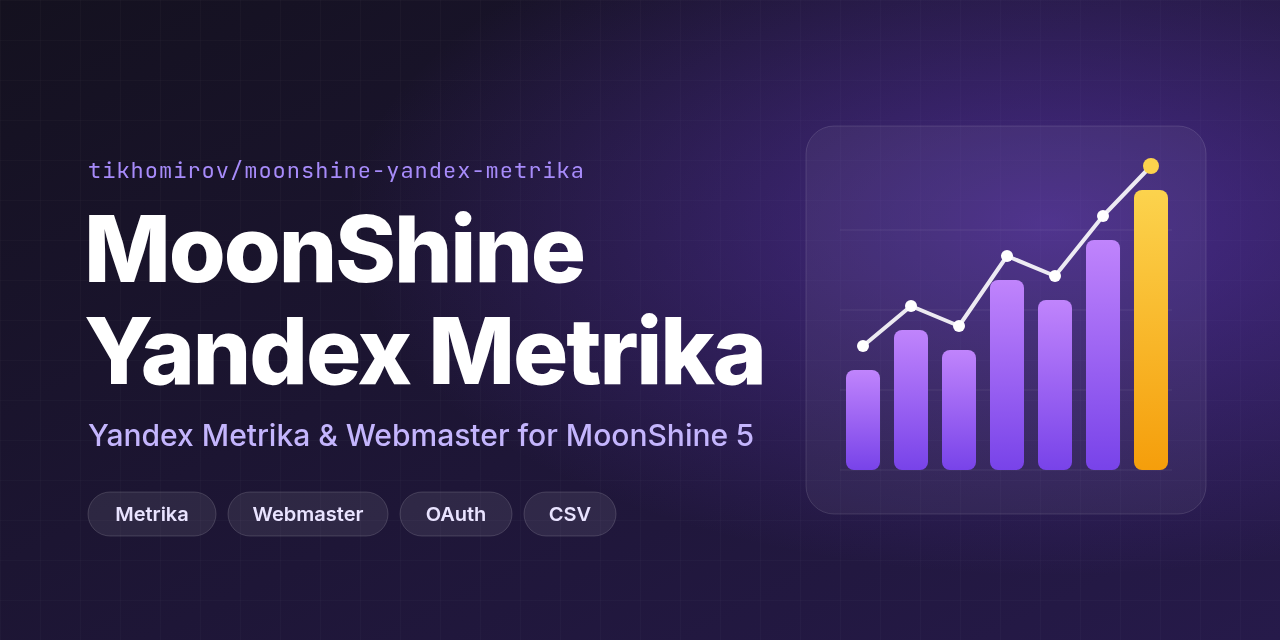 tikhomirov/moonshine-yandex-metrika
MoonShine
Yandex Metrika
Yandex Metrika & Webmaster for MoonShine 5
Metrika Webmaster OAuth CSV